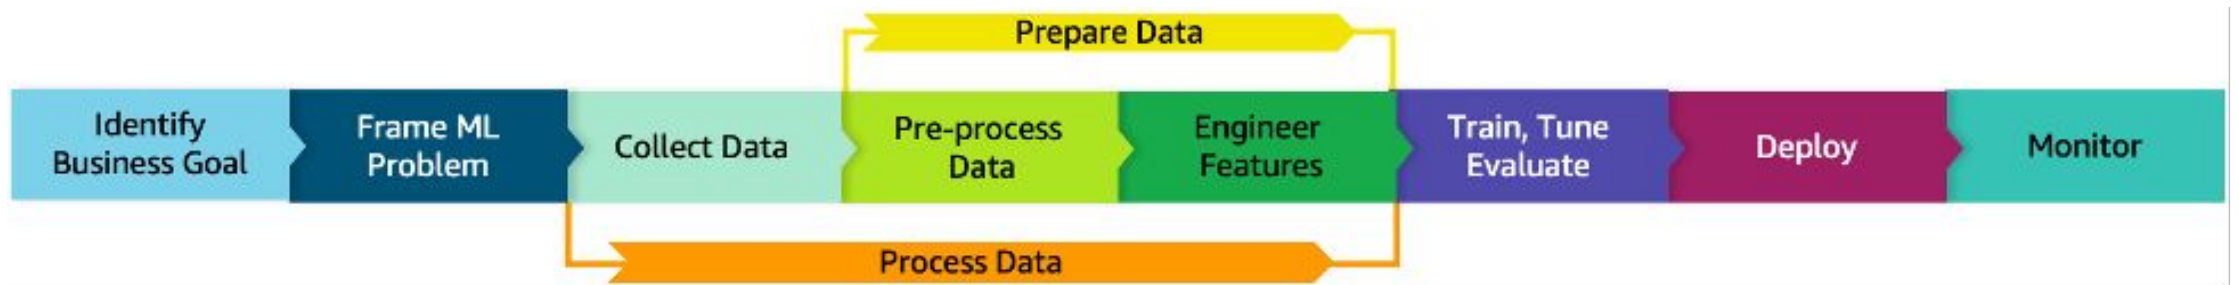 Prepare Data
Identify
Business Goal
Frame ML
Problem
Collect Data
Pre-process
Data
Engineer
Features
Train, Tune
Evaluate
Deploy
Monitor
Process Data